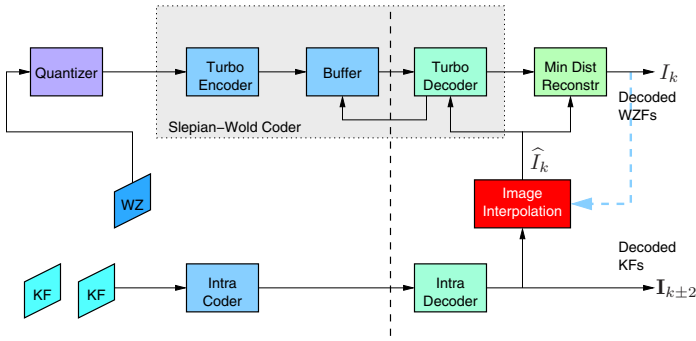 Quantizer
Turbo
Encoder
Buffer
Turbo
Decoder
Min Dist
Reconstr
I_k
Decoded
WZFs
Slepian-Wold Coder
Î_k
WZ
Image
Interpolation
Decoded
KFs
KF
KF
Intra
Coder
Intra
Decoder
I_{k±2}